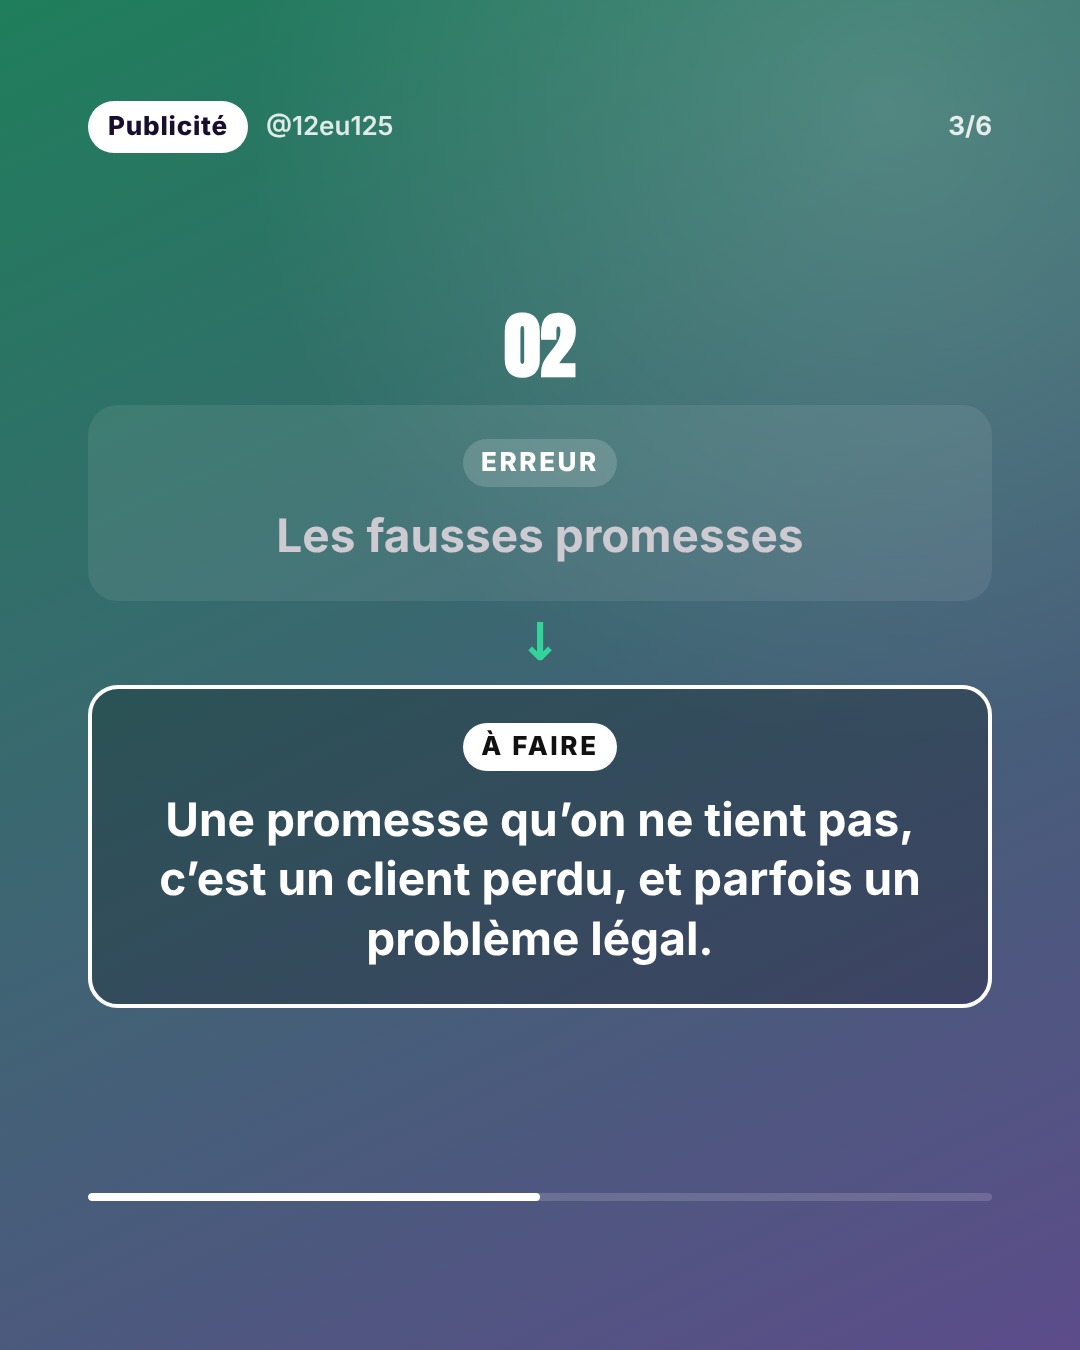 Publicité @12eu125 3/6
02
ERREUR
Les fausses promesses
↓
À FAIRE
Une promesse qu’on ne tient pas,
c’est un client perdu, et parfois un
problème légal.